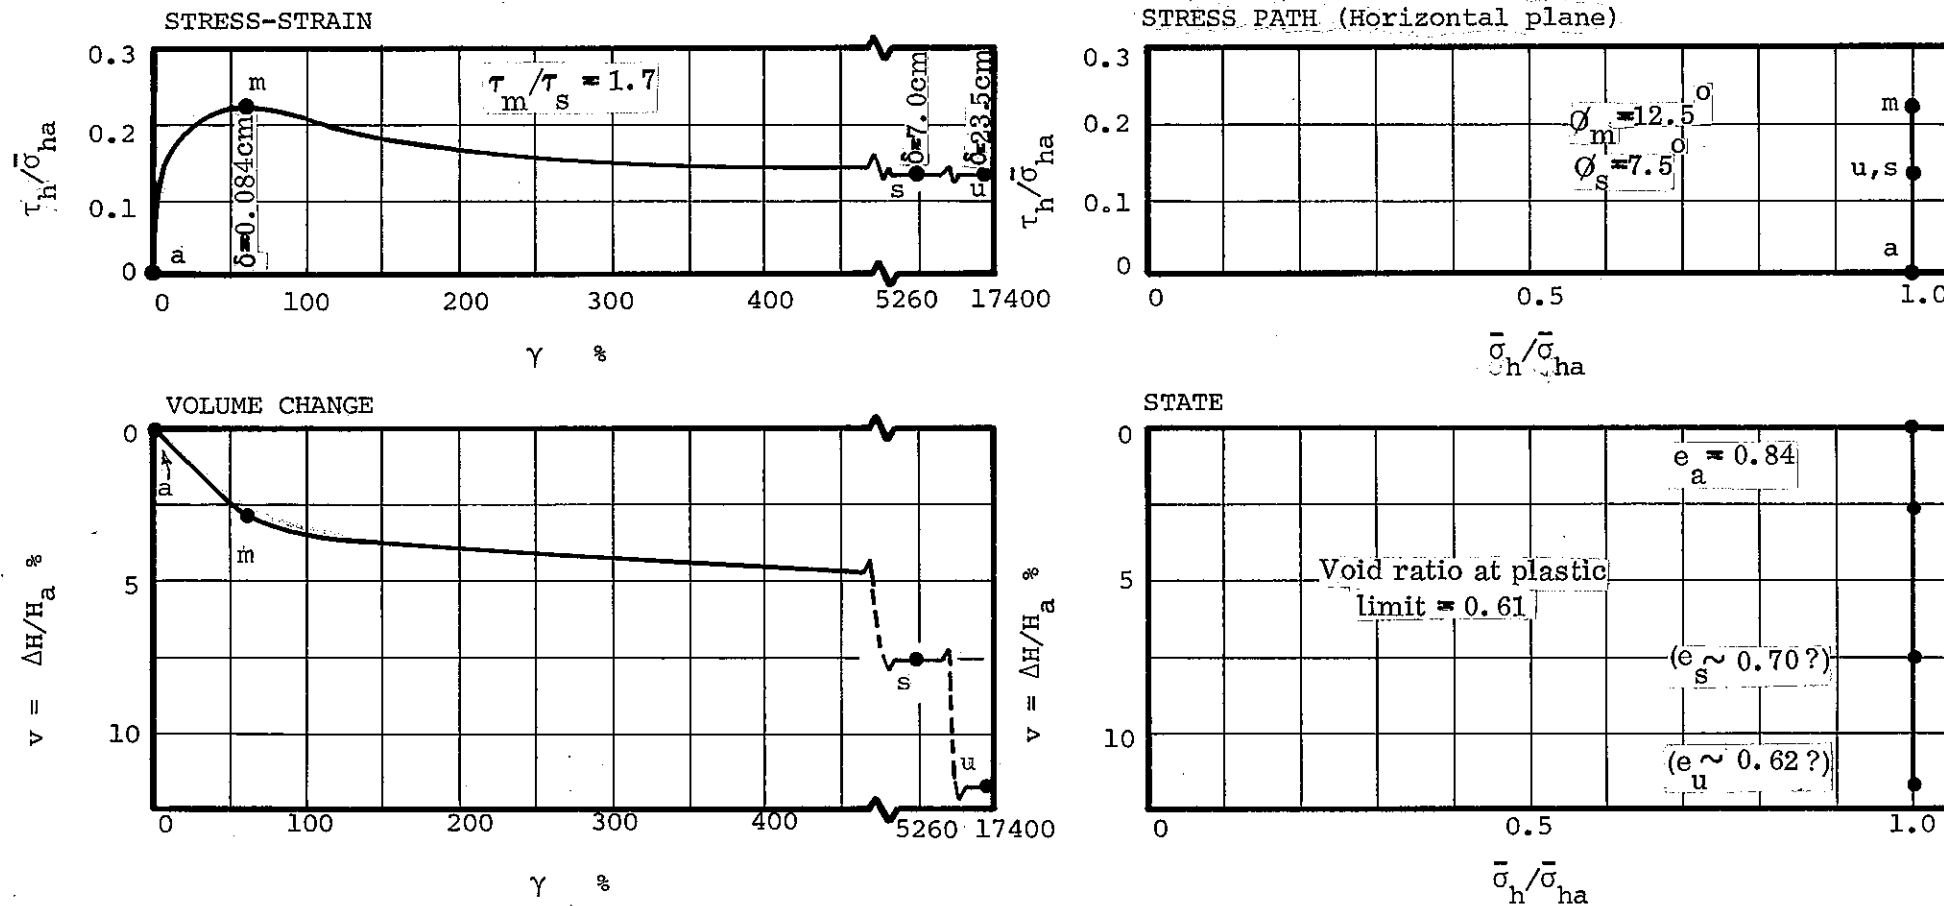 STRESS-STRAIN
0.3
0.2
0.1
0
τh/σ̄ha
m
a
τm/τs = 1.7
δ=0.084cm
δ=7.0cm
δ=23.5cm
s
u
0 100 200 300 400 5260 17400
γ %
STRESS PATH (Horizontal plane)
0.3
0.2
0.1
0
τh/σ̄ha
Øm =12.5°
Øs =7.5°
m
u,s
a
0 0.5 1.0
σ̄h/σ̄ha
VOLUME CHANGE
0
5
10
v = ΔH/Ha %
a
m
s
u
0 100 200 300 400 5260 17400
γ %
STATE
0
5
10
v = ΔH/Ha %
ea = 0.84
Void ratio at plastic
limit = 0.61
(es ~ 0.70?)
(eu ~ 0.62?)
0 0.5 1.0
σ̄h/σ̄ha